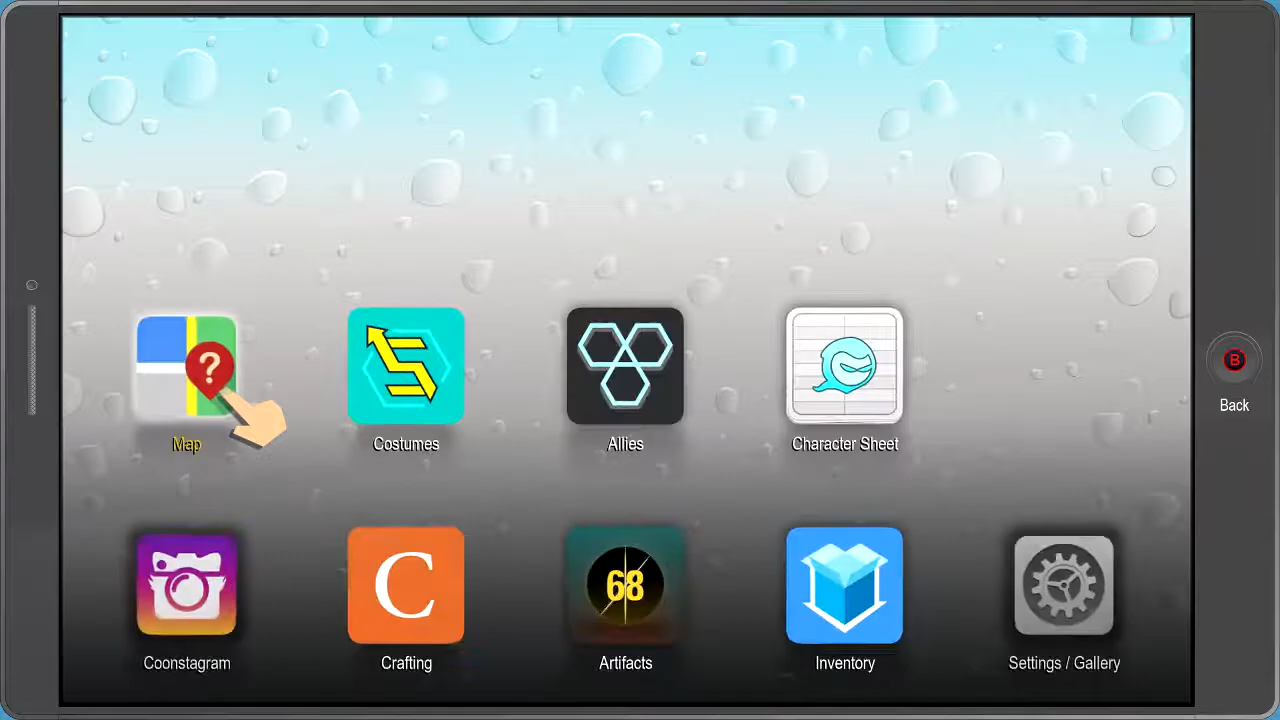 ?
Map
Costumes
Allies
Character Sheet
B
Back
C
68
Coonstagram
Crafting
Artifacts
Inventory
Settings / Gallery